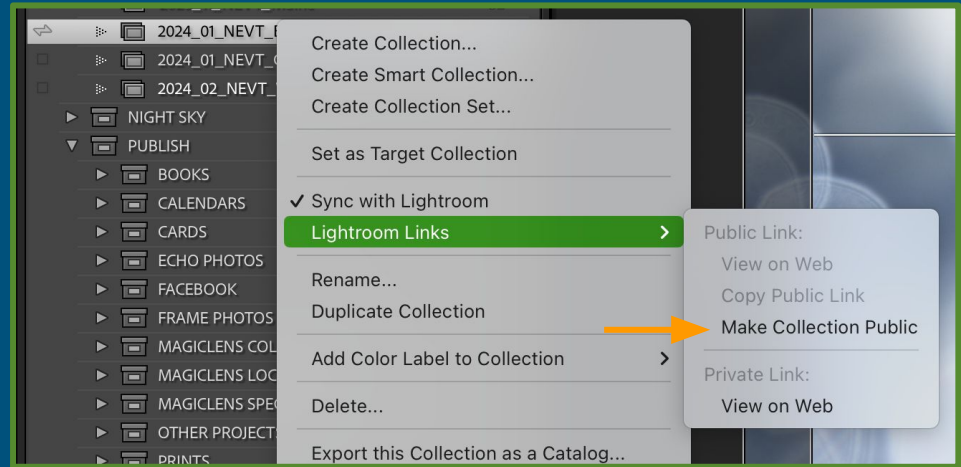 2024_01_NEVT_
2024_01_NEVT_
2024_02_NEVT_
NIGHT SKY
PUBLISH
BOOKS
CALENDARS
CARDS
ECHO PHOTOS
FACEBOOK
FRAME PHOTOS
MAGICLENS COL
MAGICLENS LOC
MAGICLENS SPE
OTHER PROJECT
PRINTS
Create Collection...
Create Smart Collection...
Create Collection Set...
Set as Target Collection
✓ Sync with Lightroom
Lightroom Links
Rename...
Duplicate Collection
Add Color Label to Collection
Delete...
Export this Collection as a Catalog...
Public Link:
View on Web
Copy Public Link
Make Collection Public
Private Link:
View on Web